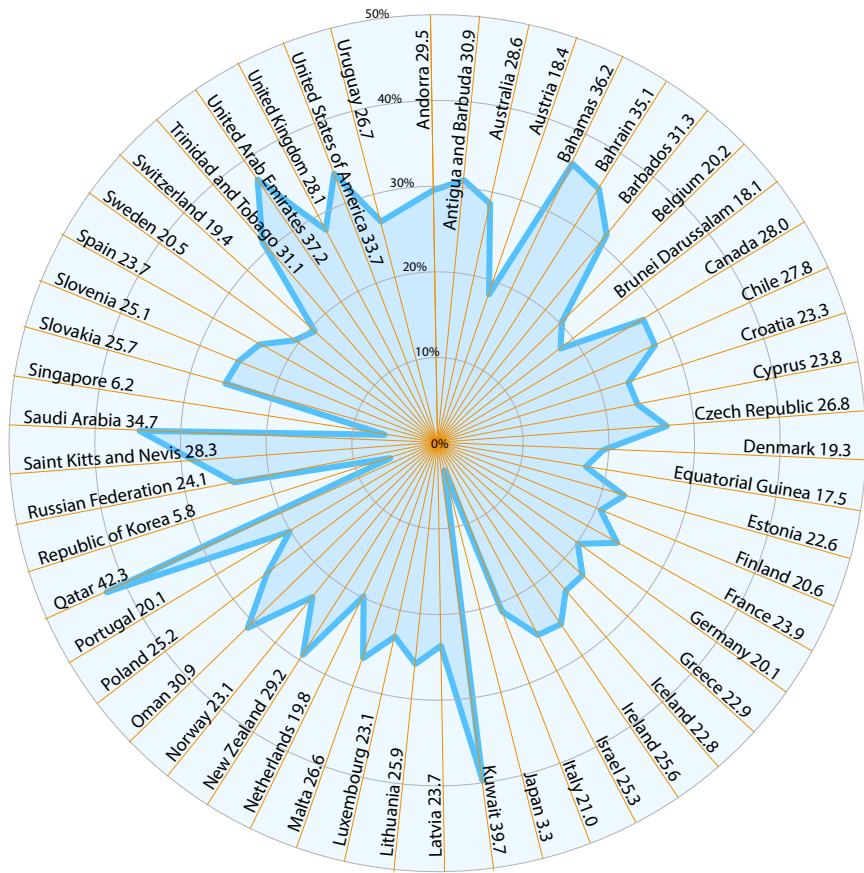 50%
40%
30%
20%
10%
0%
Andorra 29.5
Antigua and Barbuda 30.9
Australia 28.6
Austria 18.4
Bahamas 36.2
Bahrain 35.1
Barbados 31.3
Belgium 20.2
Brunei Darussalam 18.1
Canada 28.0
Chile 27.8
Croatia 23.3
Cyprus 23.8
Czech Republic 26.8
Denmark 19.3
Equatorial Guinea 17.5
Estonia 22.6
Finland 20.6
France 23.9
Germany 20.1
Greece 22.9
Iceland 22.8
Ireland 25.6
Israel 25.3
Italy 21.0
Japan 3.3
Kuwait 39.7
Latvia 23.7
Lithuania 25.9
Luxembourg 23.1
Malta 26.6
Netherlands 19.8
New Zealand 29.2
Norway 23.1
Oman 30.9
Poland 25.2
Portugal 20.1
Qatar 42.3
Republic of Korea 5.8
Russian Federation 24.1
Saint Kitts and Nevis 28.3
Saudi Arabia 34.7
Singapore 6.2
Slovakia 25.7
Slovenia 25.1
Spain 23.7
Sweden 20.5
Switzerland 19.4
Trinidad and Tobago 31.1
United Arab Emirates 37.2
United Kingdom 28.1
United States of America 33.7
Uruguay 26.7